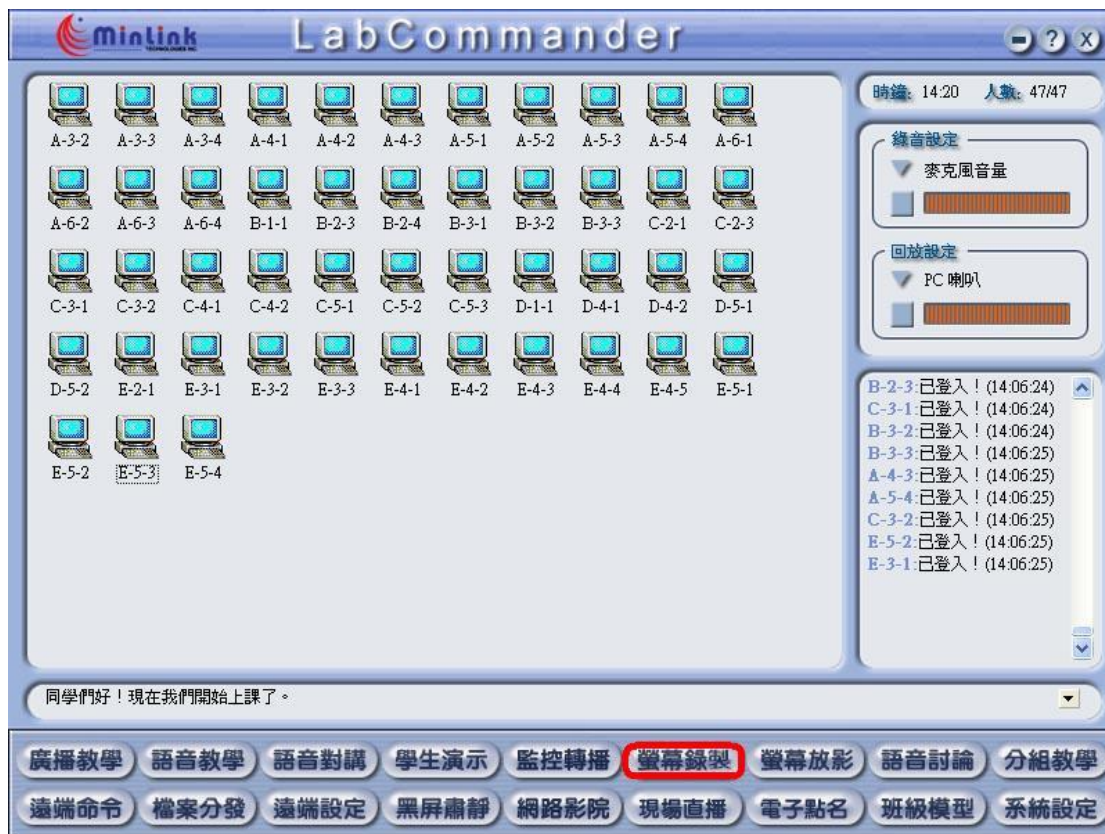 Minlink
TECHNOLOGIES INC.
LabCommander
? X
時鐘: 14:20 人數: 47/47
A-3-2 A-3-3 A-3-4 A-4-1 A-4-2 A-4-3 A-5-1 A-5-2 A-5-3 A-5-4 A-6-1
A-6-2 A-6-3 A-6-4 B-1-1 B-2-3 B-2-4 B-3-1 B-3-2 B-3-3 C-2-1 C-2-3
C-3-1 C-3-2 C-4-1 C-4-2 C-5-1 C-5-2 C-5-3 D-1-1 D-4-1 D-4-2 D-5-1
D-5-2 E-2-1 E-3-1 E-3-2 E-3-3 E-4-1 E-4-2 E-4-3 E-4-4 E-4-5 E-5-1
E-5-2 E-5-3 E-5-4
錄音設定
麥克風音量
回放設定
PC 喇叭
B-2-3:已登入！(14:06:24)
C-3-1:已登入！(14:06:24)
B-3-2:已登入！(14:06:24)
B-3-3:已登入！(14:06:25)
A-4-3:已登入！(14:06:25)
A-5-4:已登入！(14:06:25)
C-3-2:已登入！(14:06:25)
E-5-2:已登入！(14:06:25)
E-3-1:已登入！(14:06:25)
同學們好！現在我們開始上課了。
廣播教學 語音教學 語音對講 學生演示 監控轉播 螢幕錄製 螢幕放影 語音討論 分組教學
遠端命令 檔案分發 遠端設定 黑屏肅靜 網路影院 現場直播 電子點名 班級模型 系統設定